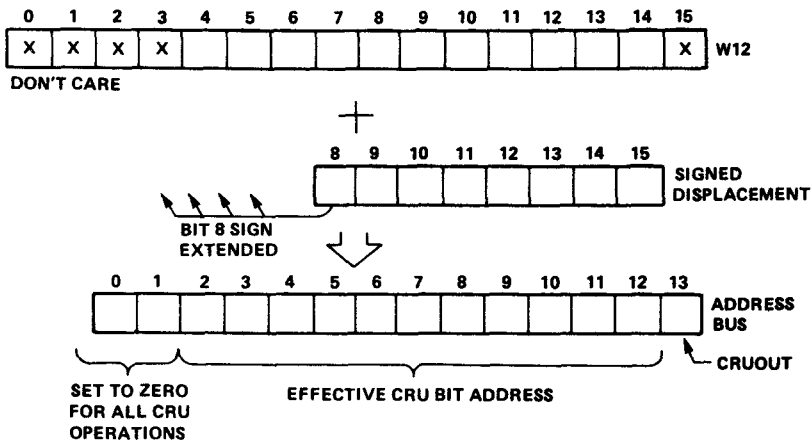 0 1 2 3 4 5 6 7 8 9 10 11 12 13 14 15
X X X X X W12
DON'T CARE
+
8 9 10 11 12 13 14 15
SIGNED
DISPLACEMENT
BIT 8 SIGN
EXTENDED
0 1 2 3 4 5 6 7 8 9 10 11 12 13
ADDRESS
BUS
CRUOUT
SET TO ZERO
FOR ALL CRU
OPERATIONS
EFFECTIVE CRU BIT ADDRESS